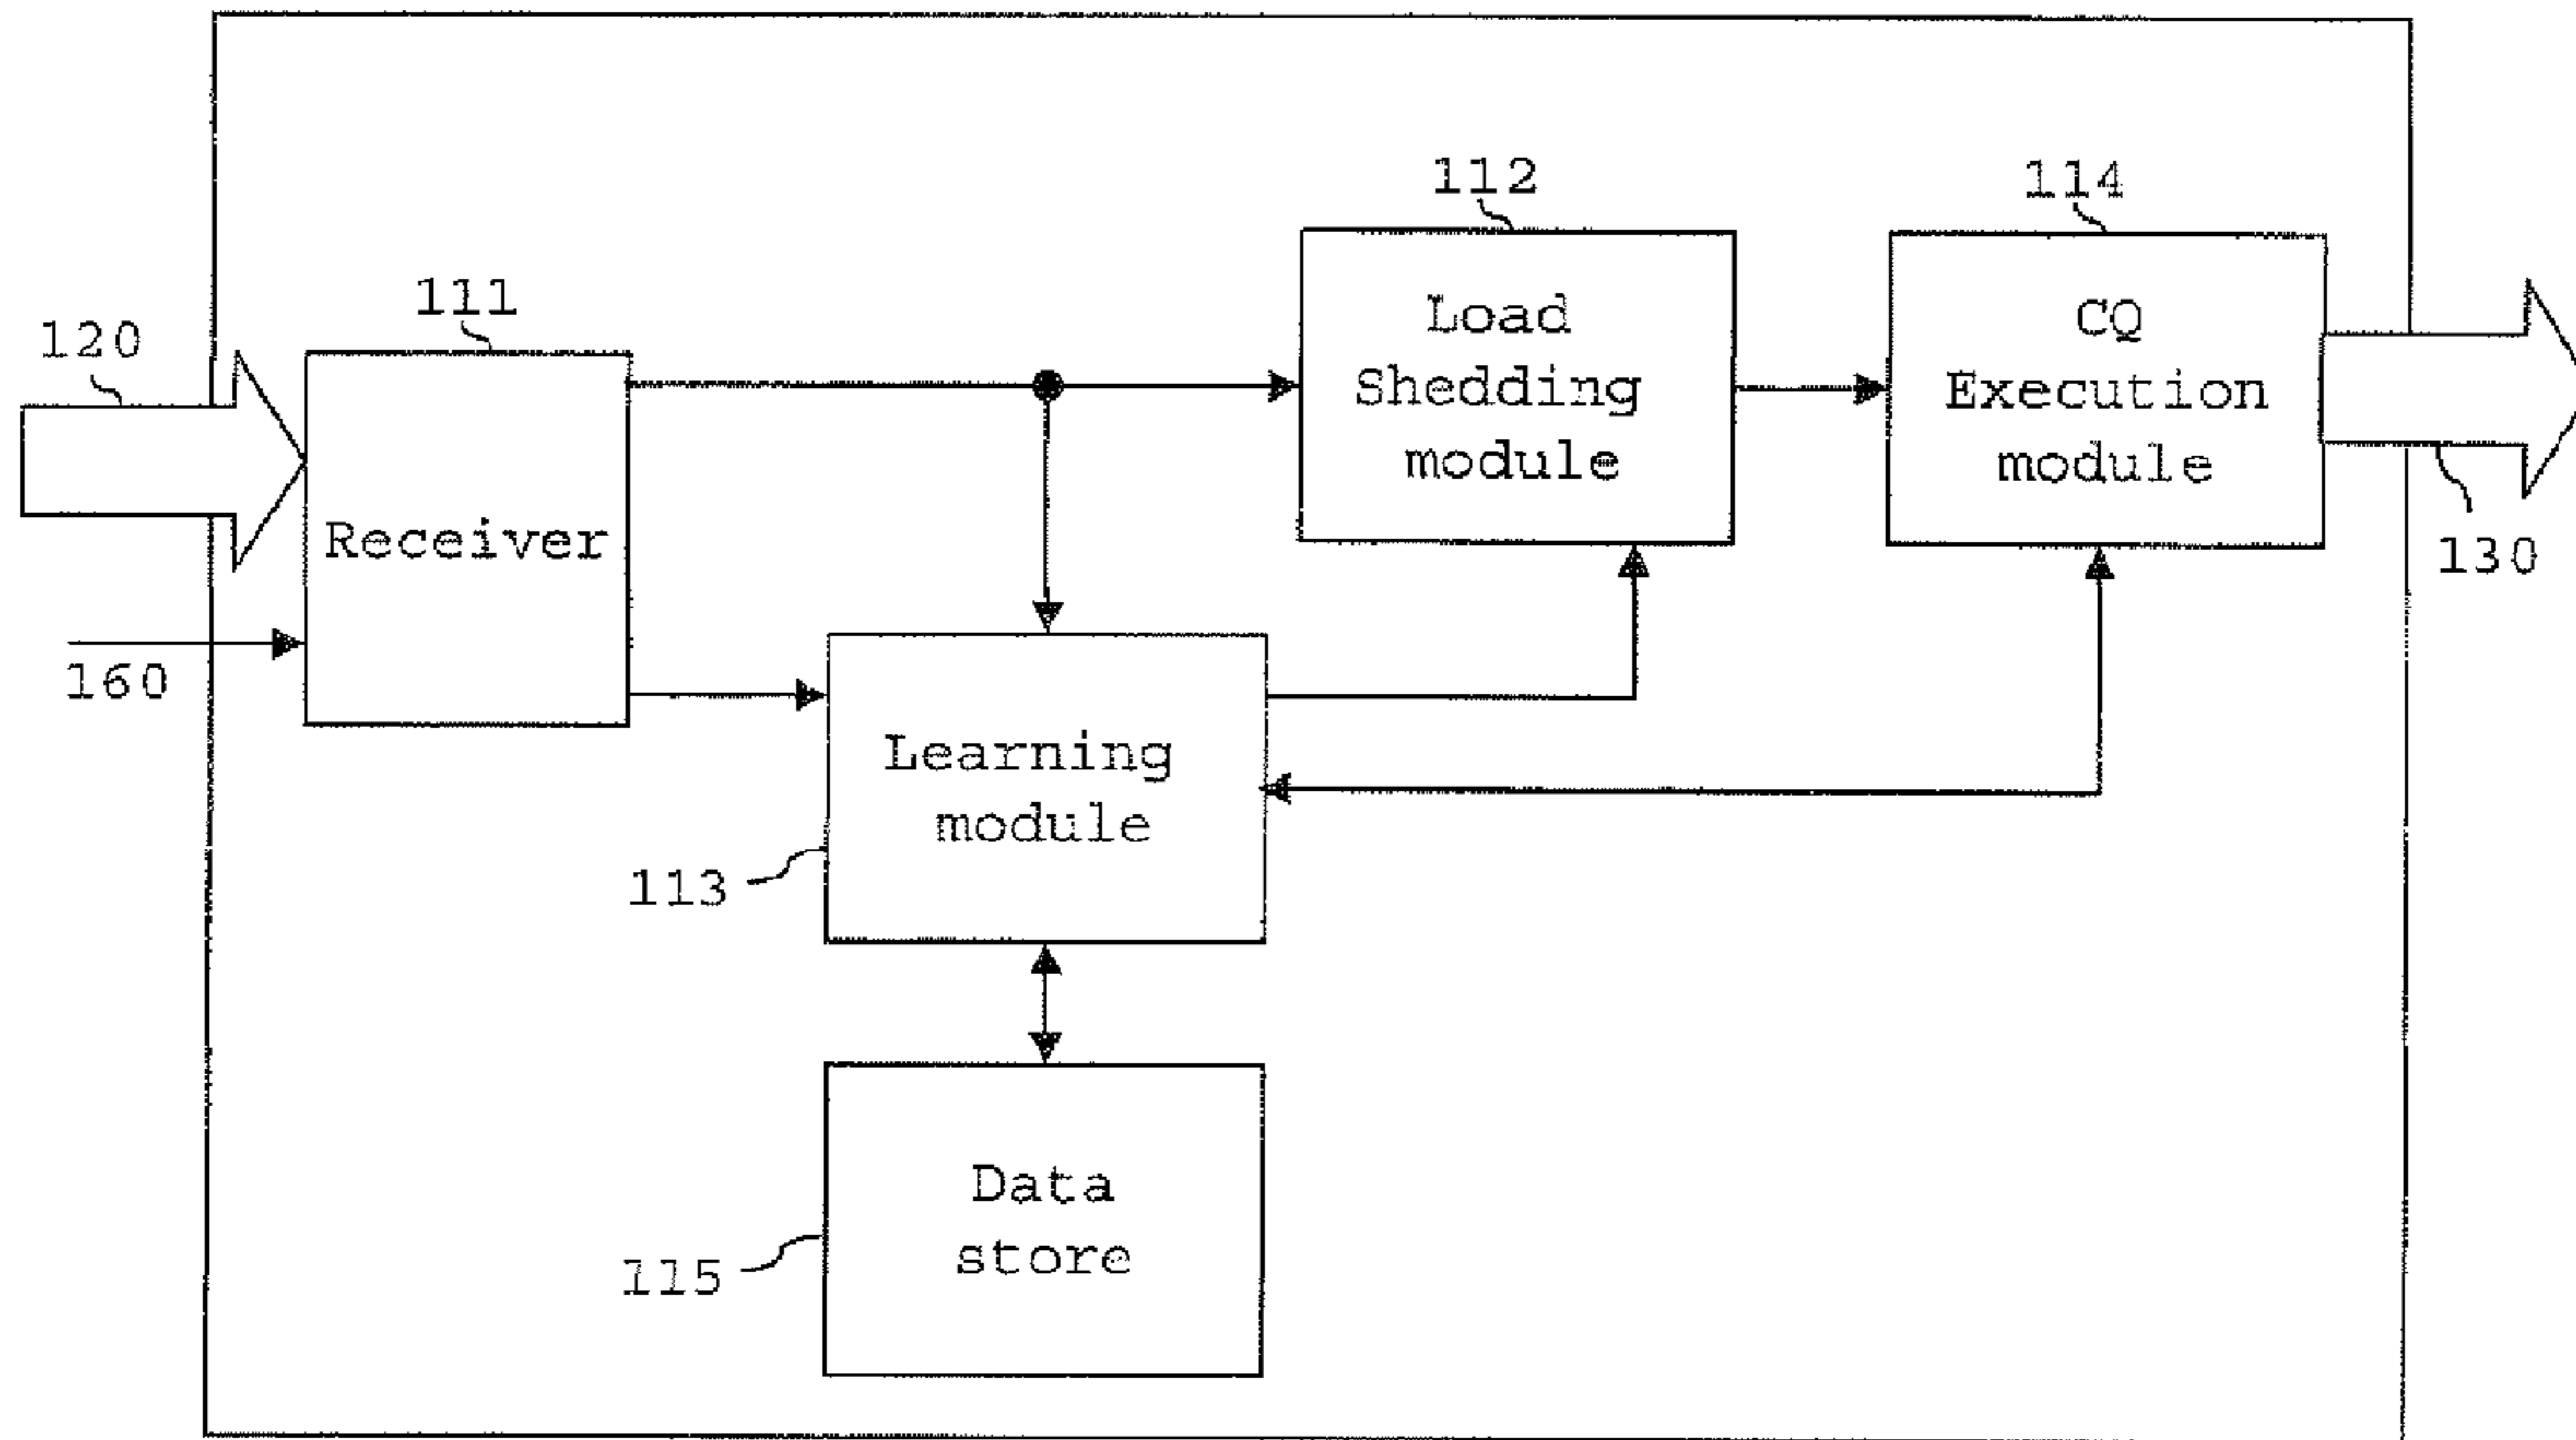 112
114
111
120
Load
Shedding
module
CQ
Execution
module
Receiver
130
160
Learning
module
113
Data
store
115